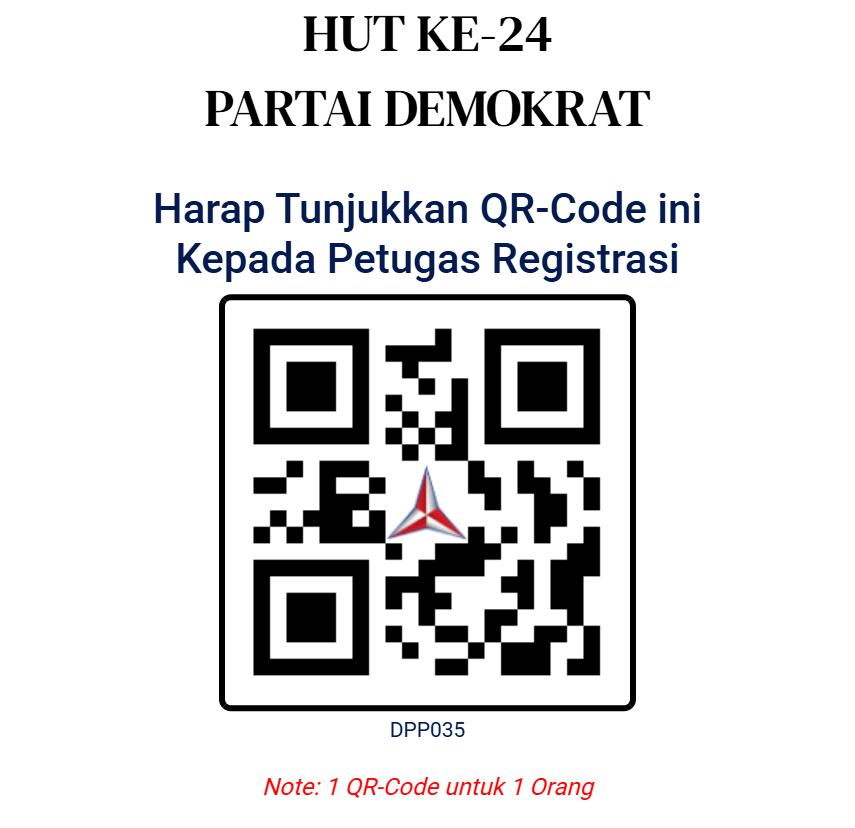 HUT KE-24
PARTAI DEMOKRAT
Harap Tunjukkan QR-Code ini
Kepada Petugas Registrasi
DPP035
Note: 1 QR-Code untuk 1 Orang